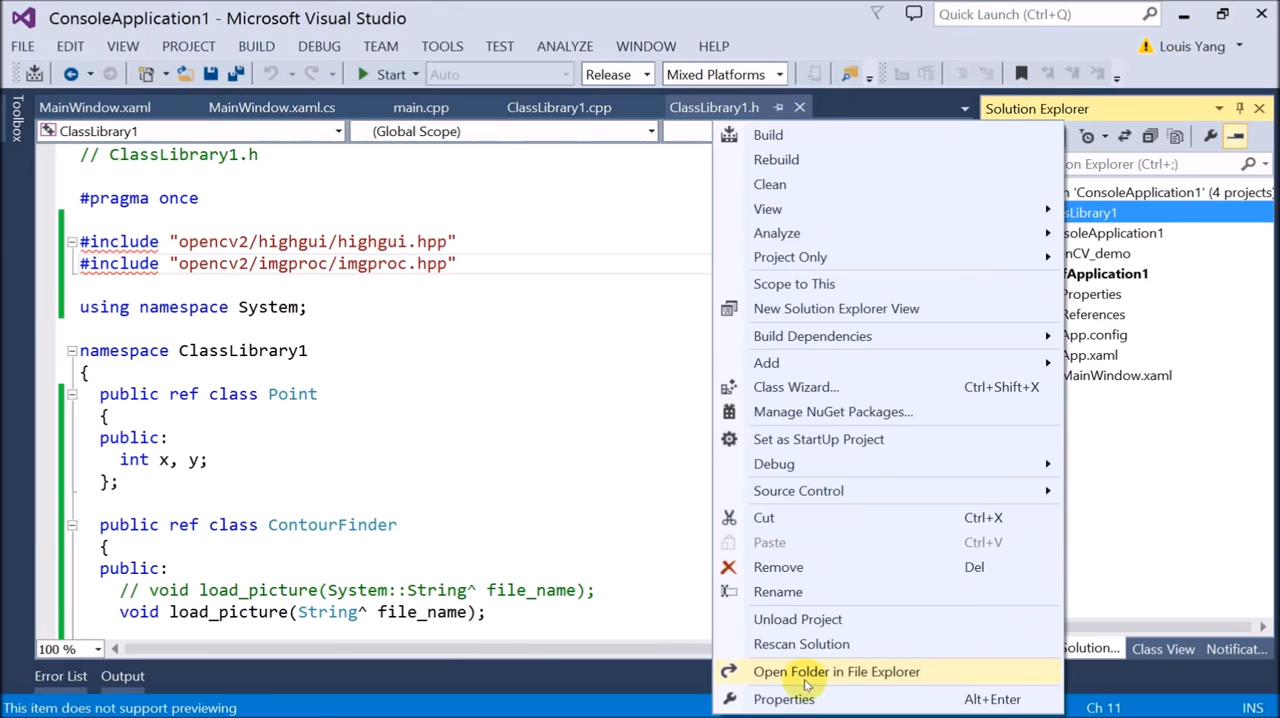 ConsoleApplication1 - Microsoft Visual Studio
Quick Launch (Ctrl+Q)
FILE EDIT VIEW PROJECT BUILD DEBUG TEAM TOOLS TEST ANALYZE WINDOW HELP
Louis Yang
Start Auto Release Mixed Platforms
Toolbox
MainWindow.xaml MainWindow.xaml.cs main.cpp ClassLibrary1.cpp ClassLibrary1.h
ClassLibrary1 (Global Scope)
// ClassLibrary1.h
#pragma once
#include "opencv2/highgui/highgui.hpp"
#include "opencv2/imgproc/imgproc.hpp"
using namespace System;
namespace ClassLibrary1
{
public ref class Point
{
public:
int x, y;
};
public ref class ContourFinder
{
public:
// void load_picture(System::String^ file_name);
void load_picture(String^ file_name);
100 %
Build
Rebuild
Clean
View
Analyze
Project Only
Scope to This
New Solution Explorer View
Build Dependencies
Add
Class Wizard... Ctrl+Shift+X
Manage NuGet Packages...
Set as StartUp Project
Debug
Source Control
Cut Ctrl+X
Paste Ctrl+V
Remove Del
Rename
Unload Project
Rescan Solution
Open Folder in File Explorer
Properties Alt+Enter
Solution Explorer
Explorer (Ctrl+;)
n 'ConsoleApplication1' (4 projects)
sLibrary1
soleApplication1
nCV_demo
fApplication1
Properties
References
App.config
App.xaml
MainWindow.xaml
Solution... Class View Notificat...
Error List Output
This item does not support previewing
Ch 11 INS